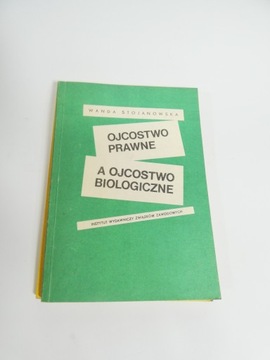 WANDA STOJANOWSKA
OJCOSTWO
PRAWNE
A OJCOSTWO
BIOLOGICZNE
INSTYTUT WYDAWNICZY ZWIĄZKÓW ZAWODOWYCH